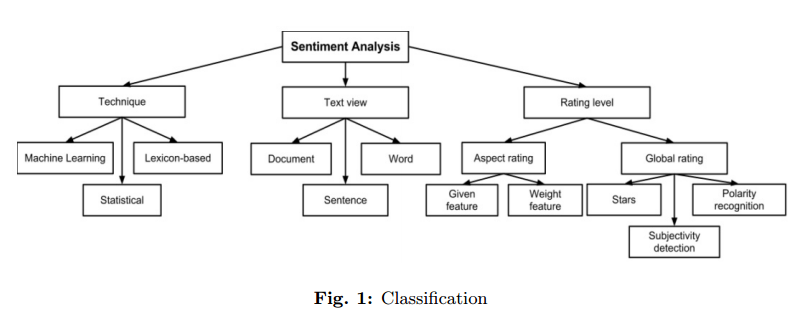 Sentiment Analysis
Technique
Text view
Rating level
Machine Learning
Lexicon-based
Document
Word
Aspect rating
Global rating
Statistical
Sentence
Given
feature
Weight
feature
Stars
Polarity
recognition
Subjectivity
detection
Fig. 1: Classification